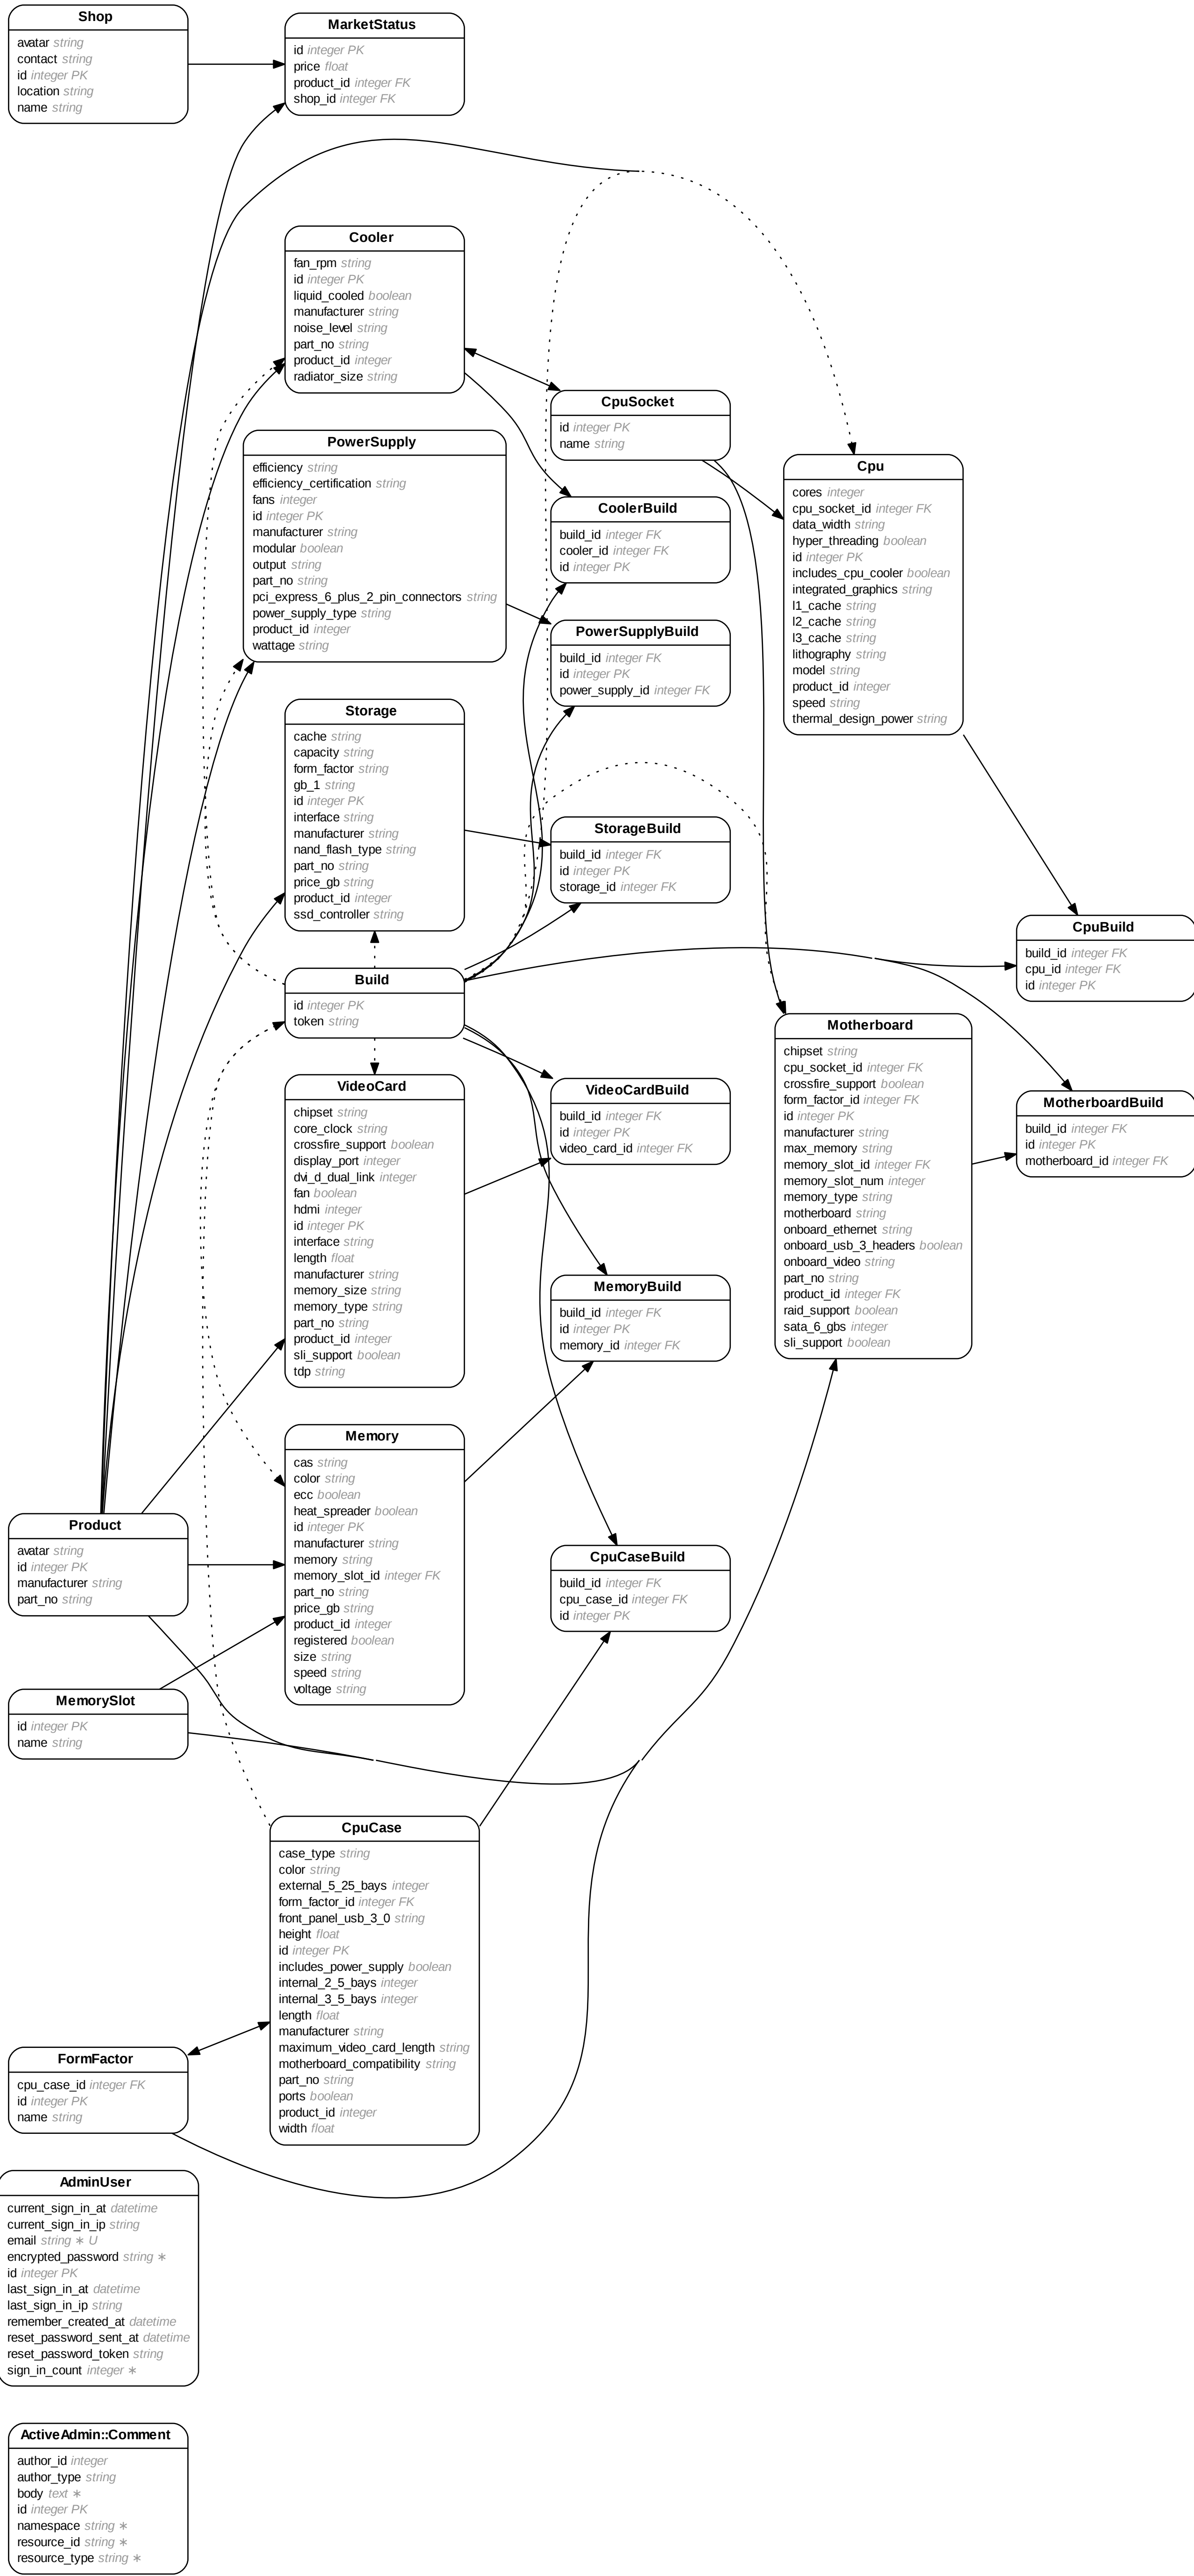 Shop
avatar string
contact string
id integer PK
location string
name string
MarketStatus
id integer PK
price float
product_id integer FK
shop_id integer FK
Cooler
fan_rpm string
id integer PK
liquid_cooled boolean
manufacturer string
noise_level string
part_no string
product_id integer
radiator_size string
CpuSocket
id integer PK
name string
PowerSupply
efficiency string
efficiency_certification string
fans integer
id integer PK
manufacturer string
modular boolean
output string
part_no string
pci_express_6_plus_2_pin_connectors string
power_supply_type string
product_id integer
wattage string
Cpu
cores integer
cpu_socket_id integer FK
data_width string
hyper_threading boolean
id integer PK
includes_cpu_cooler boolean
integrated_graphics string
l1_cache string
l2_cache string
l3_cache string
lithography string
model string
product_id integer
speed string
thermal_design_power string
CoolerBuild
build_id integer FK
cooler_id integer FK
id integer PK
PowerSupplyBuild
build_id integer FK
id integer PK
power_supply_id integer FK
Storage
cache string
capacity string
form_factor string
gb_1 string
id integer PK
interface string
manufacturer string
nand_flash_type string
part_no string
price_gb string
product_id integer
ssd_controller string
StorageBuild
build_id integer FK
id integer PK
storage_id integer FK
CpuBuild
build_id integer FK
cpu_id integer FK
id integer PK
Build
id integer PK
token string
Motherboard
chipset string
cpu_socket_id integer FK
crossfire_support boolean
form_factor_id integer FK
id integer PK
manufacturer string
max_memory string
memory_slot_id integer FK
memory_slot_num integer
memory_type string
motherboard string
onboard_ethernet string
onboard_usb_3_headers boolean
onboard_video string
part_no string
product_id integer FK
raid_support boolean
sata_6_gbs integer
sli_support boolean
VideoCard
chipset string
core_clock string
crossfire_support boolean
display_port integer
dvi_d_dual_link integer
fan boolean
hdmi integer
id integer PK
interface string
length float
manufacturer string
memory_size string
memory_type string
part_no string
product_id integer
sli_support boolean
tdp string
VideoCardBuild
build_id integer FK
id integer PK
video_card_id integer FK
MotherboardBuild
build_id integer FK
id integer PK
motherboard_id integer FK
MemoryBuild
build_id integer FK
id integer PK
memory_id integer FK
Memory
cas string
color string
ecc boolean
heat_spreader boolean
id integer PK
manufacturer string
memory string
memory_slot_id integer FK
part_no string
price_gb string
product_id integer
registered boolean
size string
speed string
voltage string
Product
avatar string
id integer PK
manufacturer string
part_no string
CpuCaseBuild
build_id integer FK
cpu_case_id integer FK
id integer PK
MemorySlot
id integer PK
name string
CpuCase
case_type string
color string
external_5_25_bays integer
form_factor_id integer FK
front_panel_usb_3_0 string
height float
id integer PK
includes_power_supply boolean
internal_2_5_bays integer
internal_3_5_bays integer
length float
manufacturer string
maximum_video_card_length string
motherboard_compatibility string
part_no string
ports boolean
product_id integer
width float
FormFactor
cpu_case_id integer FK
id integer PK
name string
AdminUser
current_sign_in_at datetime
current_sign_in_ip string
email string ∗ U
encrypted_password string ∗
id integer PK
last_sign_in_at datetime
last_sign_in_ip string
remember_created_at datetime
reset_password_sent_at datetime
reset_password_token string
sign_in_count integer ∗
ActiveAdmin::Comment
author_id integer
author_type string
body text ∗
id integer PK
namespace string ∗
resource_id string ∗
resource_type string ∗